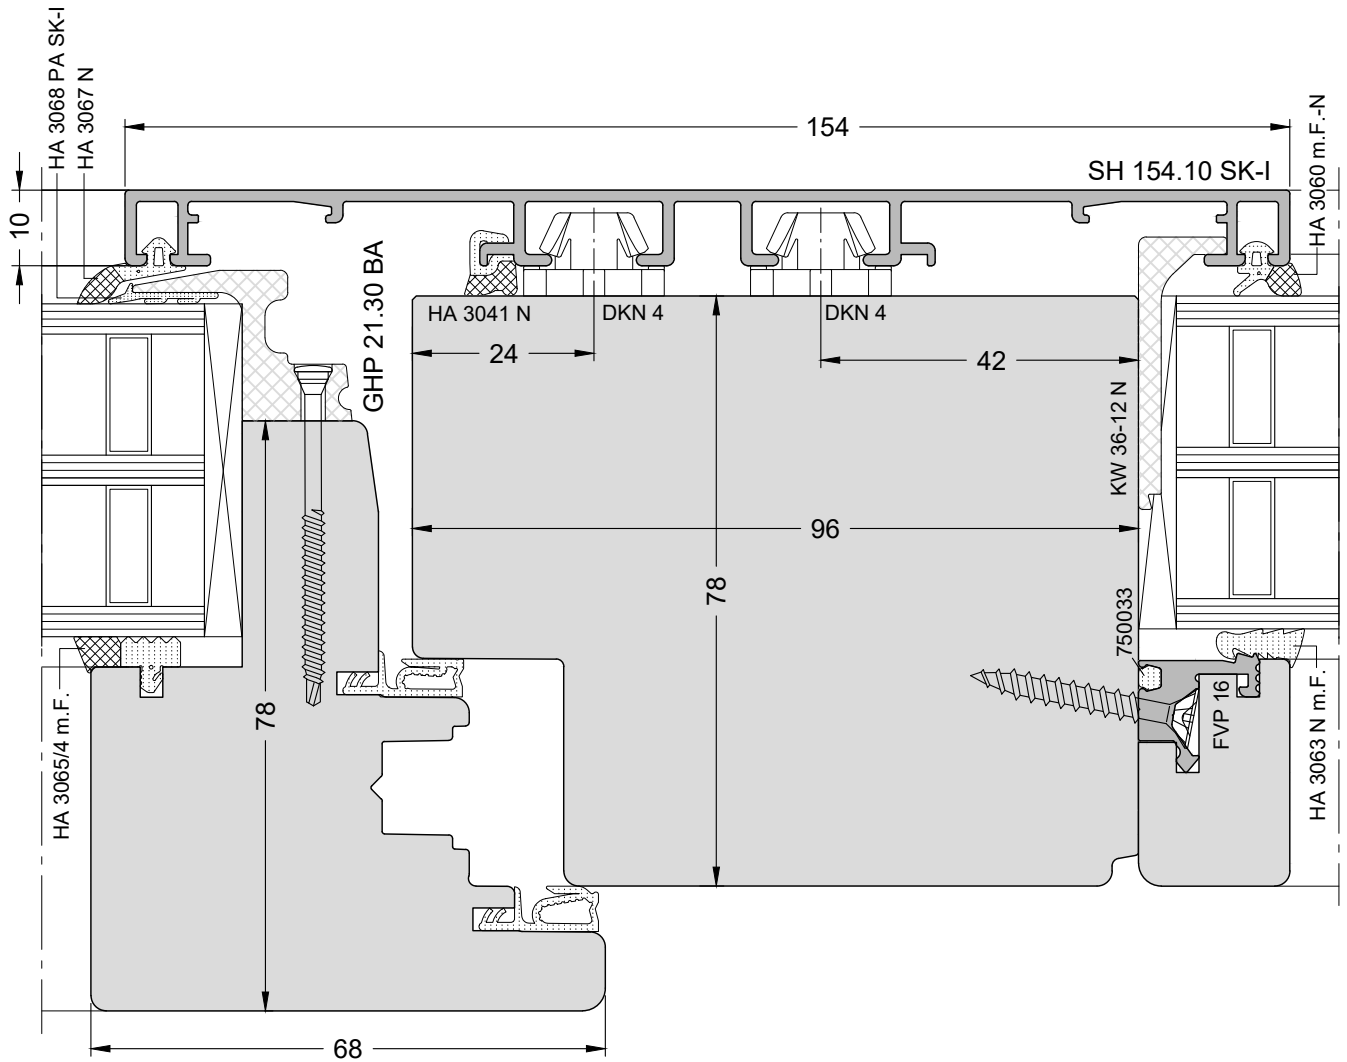 HA 3068 PA SK-I
HA 3067 N
154
SH 154.10 SK-I
HA 3060 m.F.-N
10
GHP 21.30 BA
HA 3041 N
DKN 4
DKN 4
24
42
KW 36-12 N
96
78
750033
78
FVP 16
HA 3065/4 m.F.
HA 3063 N m.F.
68